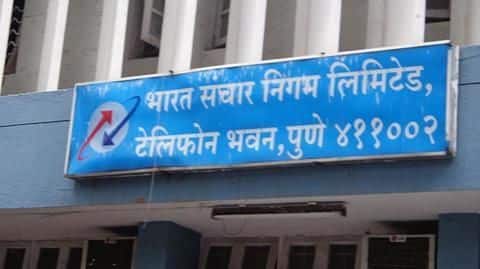 भारत संचार निगम लिमिटेड,
टेलिफोन भवन, पुणे ४११००२